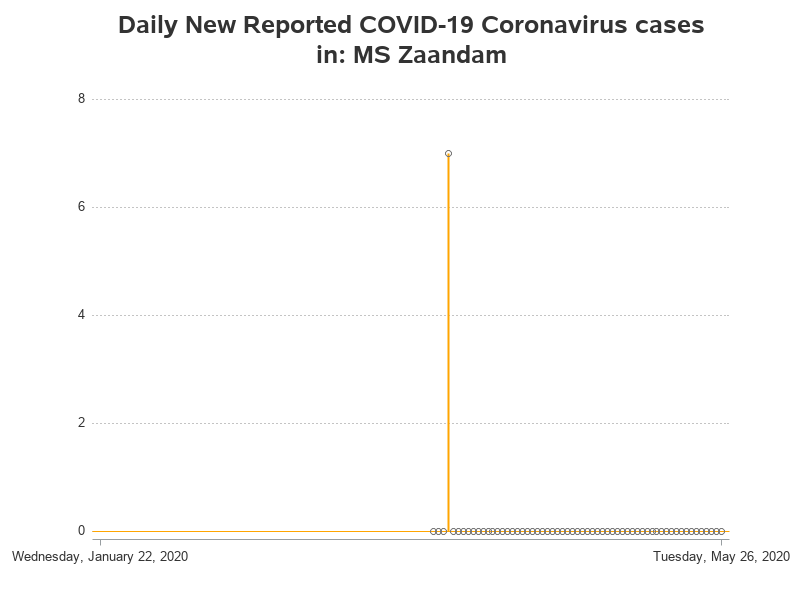 Daily New Reported COVID-19 Coronavirus cases
in: MS Zaandam
8
6
4
2
0
Wednesday, January 22, 2020
Tuesday, May 26, 2020